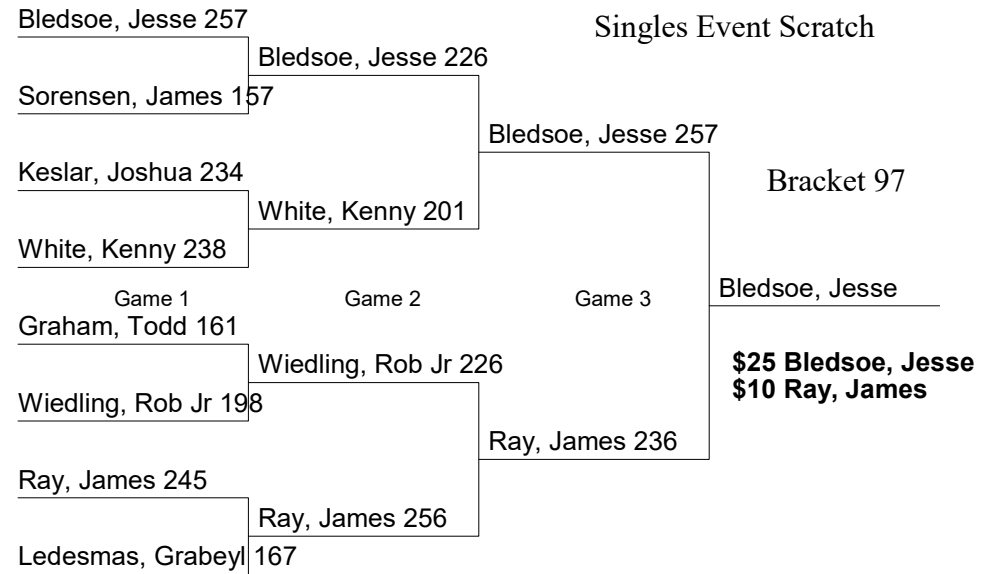 Bledsoe, Jesse 257
Singles Event Scratch
Bledsoe, Jesse 226
Sorensen, James 157
Bledsoe, Jesse 257
Keslar, Joshua 234
Bracket 97
White, Kenny 201
White, Kenny 238
Game 1
Game 2
Game 3
Bledsoe, Jesse
Graham, Todd 161
Wiedling, Rob Jr 226
$25 Bledsoe, Jesse
$10 Ray, James
Wiedling, Rob Jr 198
Ray, James 236
Ray, James 245
Ray, James 256
Ledesmas, Grabeyl 167